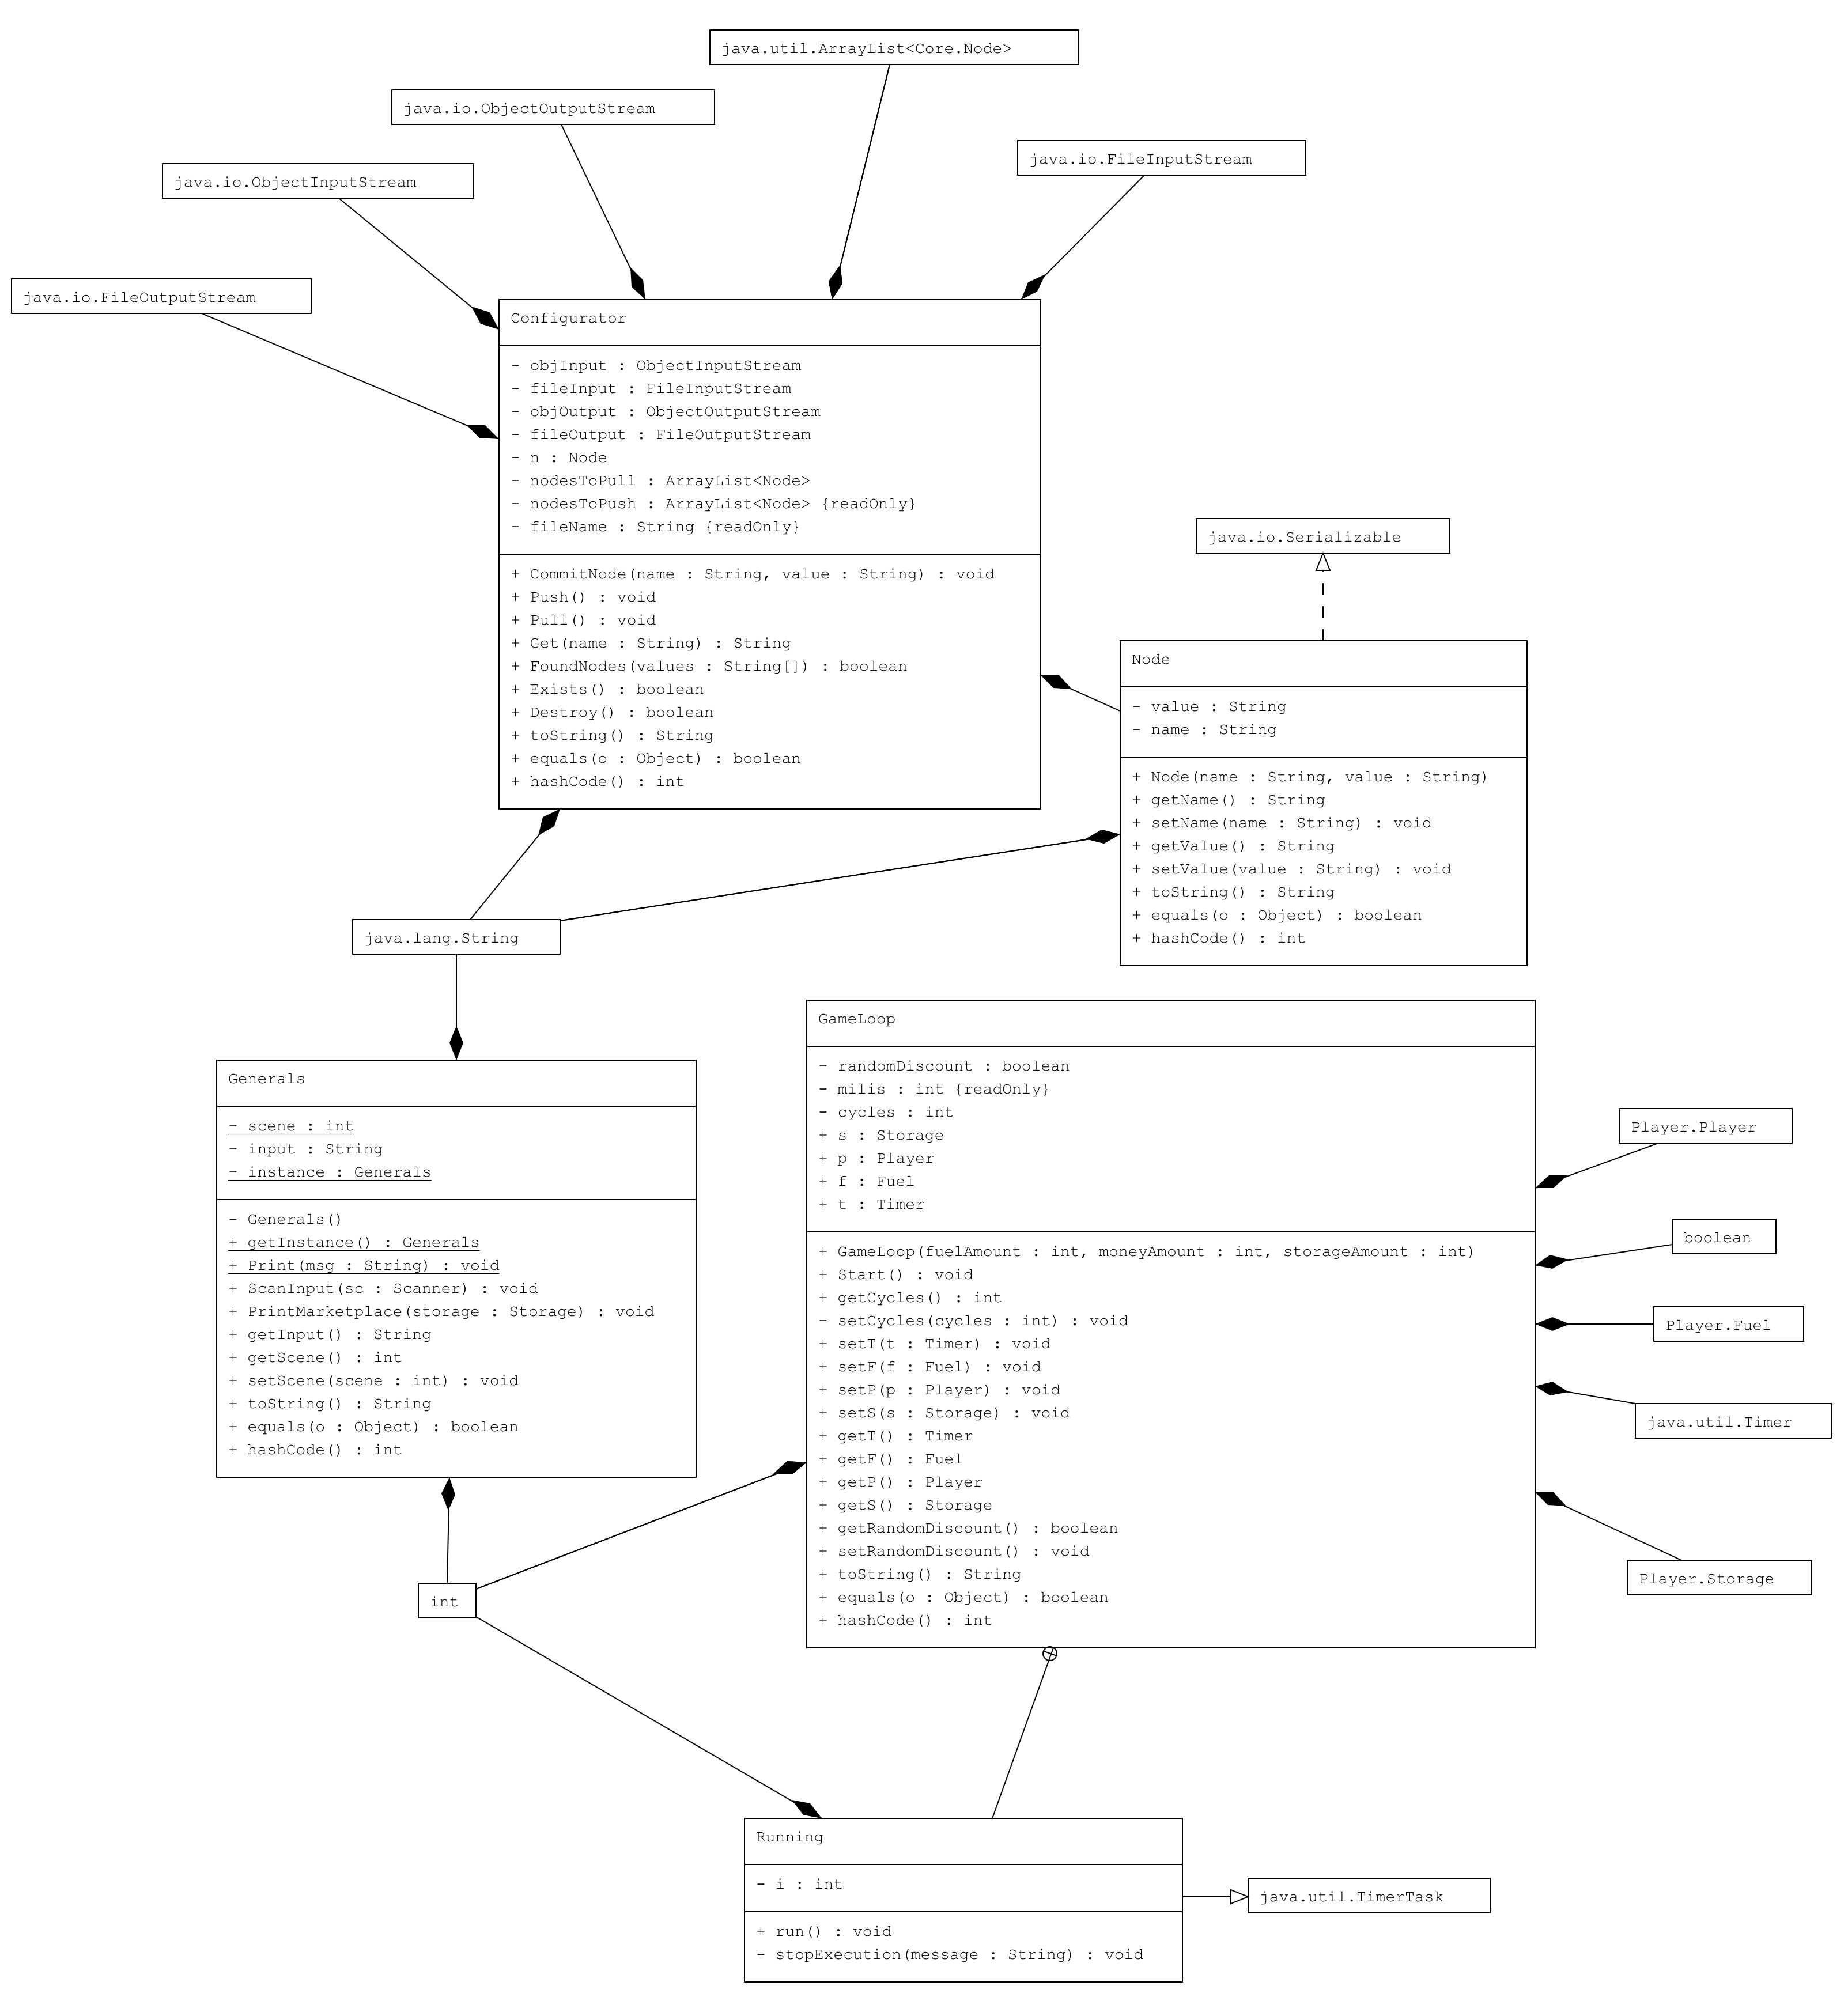 java.util.ArrayList<Core.Node>
java.io.ObjectOutputStream
java.io.FileInputStream
java.io.ObjectInputStream
java.io.FileOutputStream
Configurator
- objInput : ObjectInputStream
- fileInput : FileInputStream
- objOutput : ObjectOutputStream
- fileOutput : FileOutputStream
- n : Node
- nodesToPull : ArrayList<Node>
- nodesToPush : ArrayList<Node> {readOnly}
- fileName : String {readOnly}
+ CommitNode(name : String, value : String) : void
+ Push() : void
+ Pull() : void
+ Get(name : String) : String
+ FoundNodes(values : String[]) : boolean
+ Exists() : boolean
+ Destroy() : boolean
+ toString() : String
+ equals(o : Object) : boolean
+ hashCode() : int
java.io.Serializable
Node
- value : String
- name : String
+ Node(name : String, value : String)
+ getName() : String
+ setName(name : String) : void
+ getValue() : String
+ setValue(value : String) : void
+ toString() : String
+ equals(o : Object) : boolean
+ hashCode() : int
java.lang.String
Generals
- scene : int
- input : String
- instance : Generals
- Generals()
+ getInstance() : Generals
+ Print(msg : String) : void
+ ScanInput(sc : Scanner) : void
+ PrintMarketplace(storage : Storage) : void
+ getInput() : String
+ getScene() : int
+ setScene(scene : int) : void
+ toString() : String
+ equals(o : Object) : boolean
+ hashCode() : int
GameLoop
- randomDiscount : boolean
- milis : int {readOnly}
- cycles : int
+ s : Storage
+ p : Player
+ f : Fuel
+ t : Timer
+ GameLoop(fuelAmount : int, moneyAmount : int, storageAmount : int)
+ Start() : void
+ getCycles() : int
- setCycles(cycles : int) : void
+ setT(t : Timer) : void
+ setF(f : Fuel) : void
+ setP(p : Player) : void
+ setS(s : Storage) : void
+ getT() : Timer
+ getF() : Fuel
+ getP() : Player
+ getS() : Storage
+ getRandomDiscount() : boolean
+ setRandomDiscount() : void
+ toString() : String
+ equals(o : Object) : boolean
+ hashCode() : int
Player.Player
boolean
Player.Fuel
java.util.Timer
Player.Storage
int
Running
- i : int
+ run() : void
- stopExecution(message : String) : void
java.util.TimerTask